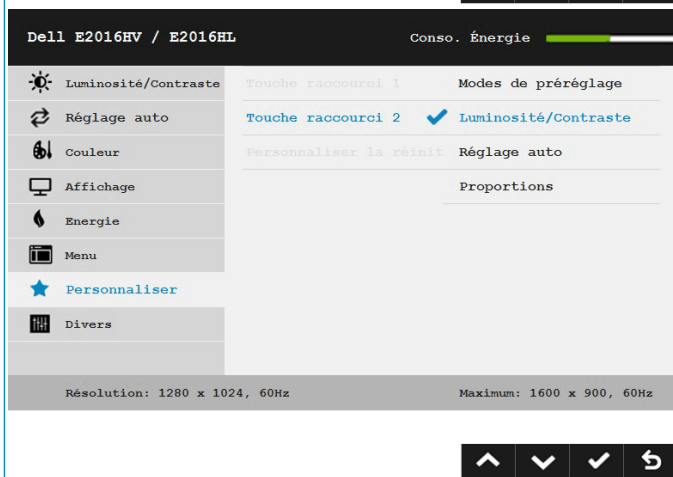 Dell E2016HV / E2016HL Conso. Énergie
Luminosité/Contraste Touche raccourci 1 Modes de préréglage
Réglage auto Touche raccourci 2 Luminosité/Contraste
Couleur Personnaliser la réinit Réglage auto
Affichage Proportions
Energie
Menu
Personnaliser
Divers
Résolution: 1280 x 1024, 60Hz Maximum: 1600 x 900, 60Hz